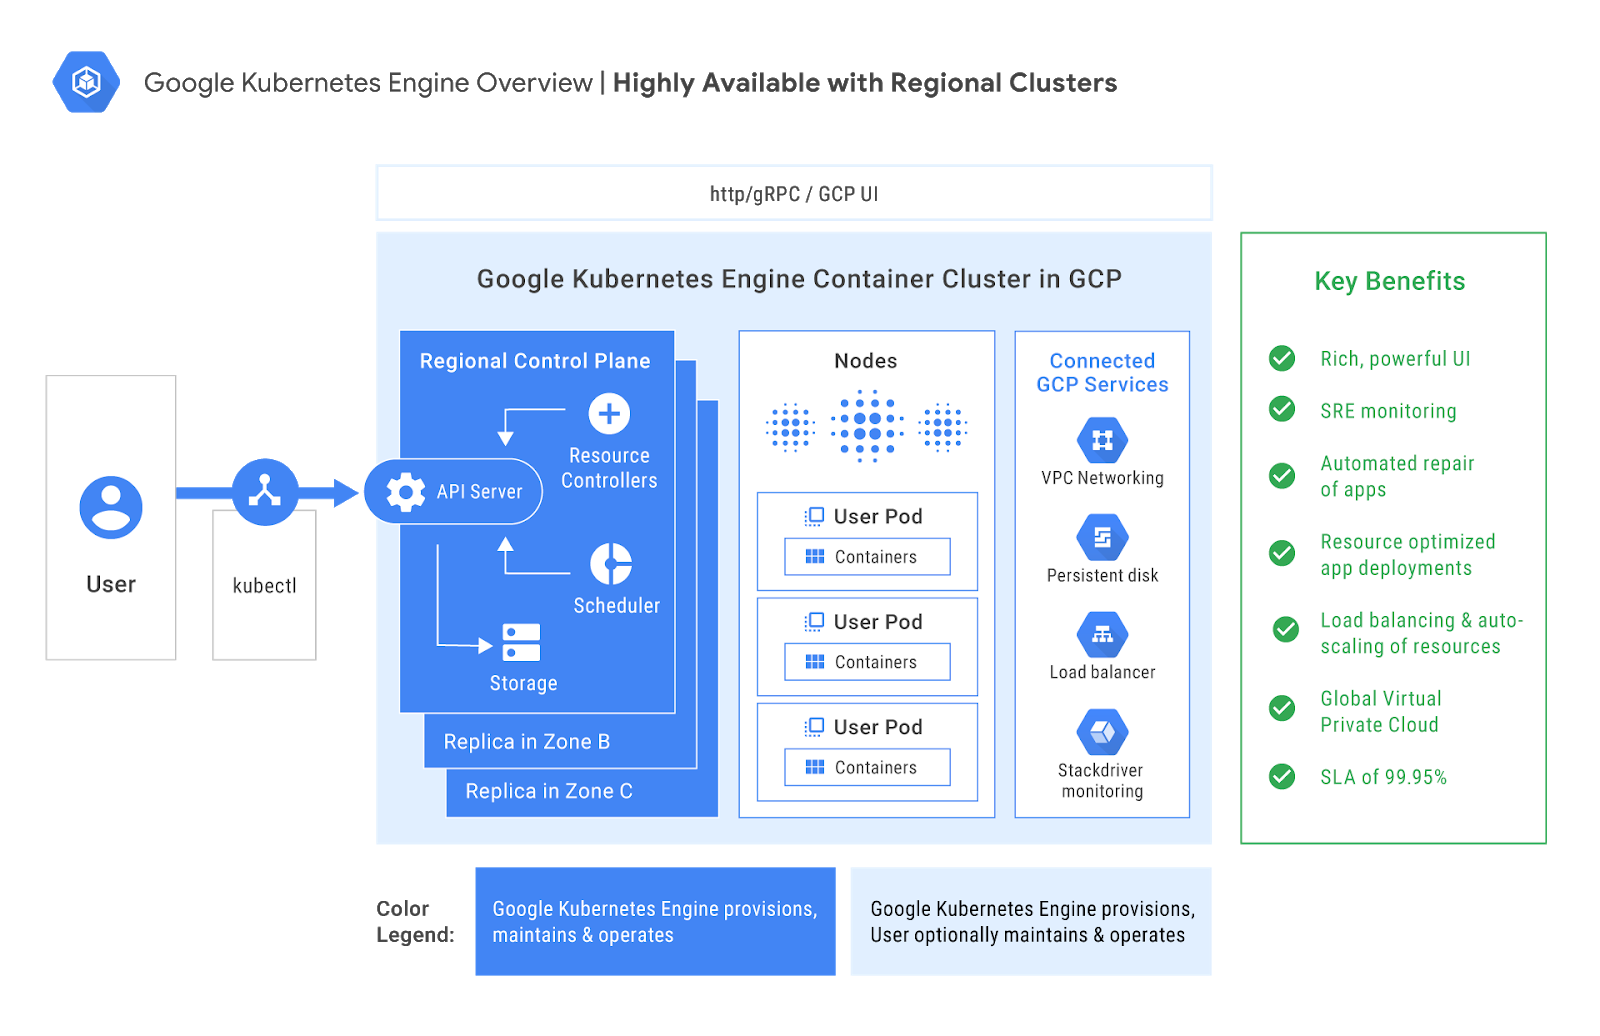 Google Kubernetes Engine Overview | Highly Available with Regional Clusters
http/gRPC / GCP UI
Google Kubernetes Engine Container Cluster in GCP
User
kubectl
Regional Control Plane
Resource
Controllers
API Server
Scheduler
Storage
Replica in Zone B
Replica in Zone C
Nodes
User Pod
Containers
User Pod
Containers
User Pod
Containers
Connected
GCP Services
VPC Networking
Persistent disk
Load balancer
Stackdriver
monitoring
Key Benefits
Rich, powerful UI
SRE monitoring
Automated repair
of apps
Resource optimized
app deployments
Load balancing & auto-
scaling of resources
Global Virtual
Private Cloud
SLA of 99.95%
Color
Legend:
Google Kubernetes Engine provisions,
maintains & operates
Google Kubernetes Engine provisions,
User optionally maintains & operates